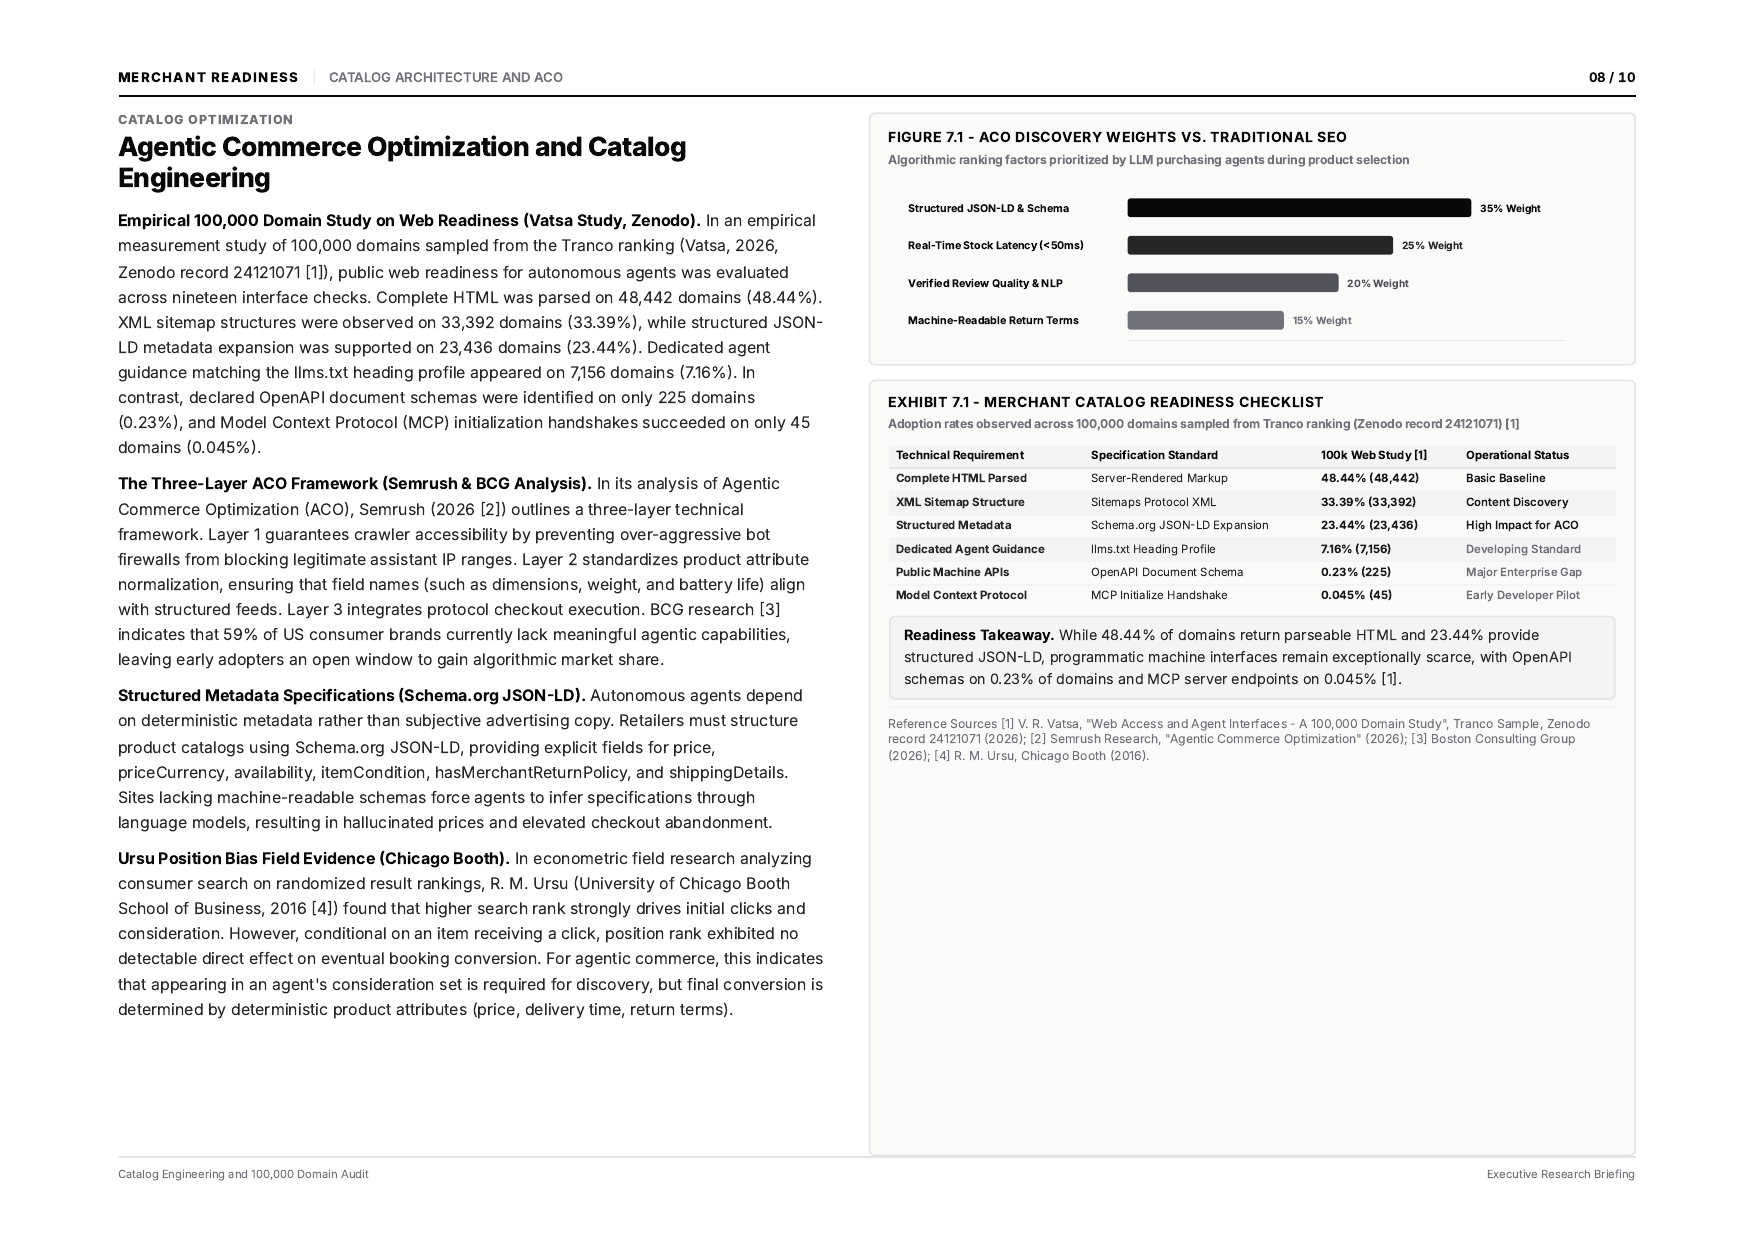 MERCHANT READINESS
CATALOG ARCHITECTURE AND ACO
08 / 10
CATALOG OPTIMIZATION
Agentic Commerce Optimization and Catalog
Engineering
Empirical 100,000 Domain Study on Web Readiness (Vatsa Study, Zenodo). In an empirical
measurement study of 100,000 domains sampled from the Tranco ranking (Vatsa, 2026,
Zenodo record 24121071 [1]), public web readiness for autonomous agents was evaluated
across nineteen interface checks. Complete HTML was parsed on 48,442 domains (48.44%).
XML sitemap structures were observed on 33,392 domains (33.39%), while structured JSON-
LD metadata expansion was supported on 23,436 domains (23.44%). Dedicated agent
guidance matching the llms.txt heading profile appeared on 7,156 domains (7.16%). In
contrast, declared OpenAPI document schemas were identified on only 225 domains
(0.23%), and Model Context Protocol (MCP) initialization handshakes succeeded on only 45
domains (0.045%).
The Three-Layer ACO Framework (Semrush & BCG Analysis). In its analysis of Agentic
Commerce Optimization (ACO), Semrush (2026 [2]) outlines a three-layer technical
framework. Layer 1 guarantees crawler accessibility by preventing over-aggressive bot
firewalls from blocking legitimate assistant IP ranges. Layer 2 standardizes product attribute
normalization, ensuring that field names (such as dimensions, weight, and battery life) align
with structured feeds. Layer 3 integrates protocol checkout execution. BCG research [3]
indicates that 59% of US consumer brands currently lack meaningful agentic capabilities,
leaving early adopters an open window to gain algorithmic market share.
Structured Metadata Specifications (Schema.org JSON-LD). Autonomous agents depend
on deterministic metadata rather than subjective advertising copy. Retailers must structure
product catalogs using Schema.org JSON-LD, providing explicit fields for price,
priceCurrency, availability, itemCondition, hasMerchantReturnPolicy, and shippingDetails.
Sites lacking machine-readable schemas force agents to infer specifications through
language models, resulting in hallucinated prices and elevated checkout abandonment.
Ursu Position Bias Field Evidence (Chicago Booth). In econometric field research analyzing
consumer search on randomized result rankings, R. M. Ursu (University of Chicago Booth
School of Business, 2016 [4]) found that higher search rank strongly drives initial clicks and
consideration. However, conditional on an item receiving a click, position rank exhibited no
detectable direct effect on eventual booking conversion. For agentic commerce, this indicates
that appearing in an agent's consideration set is required for discovery, but final conversion is
determined by deterministic product attributes (price, delivery time, return terms).
FIGURE 7.1 - ACO DISCOVERY WEIGHTS VS. TRADITIONAL SEO
Algorithmic ranking factors prioritized by LLM purchasing agents during product selection
Structured JSON-LD & Schema 35% Weight
Real-Time Stock Latency (<50ms) 25% Weight
Verified Review Quality & NLP 20% Weight
Machine-Readable Return Terms 15% Weight
EXHIBIT 7.1 - MERCHANT CATALOG READINESS CHECKLIST
Adoption rates observed across 100,000 domains sampled from Tranco ranking (Zenodo record 24121071) [1]
Technical Requirement Specification Standard 100k Web Study [1] Operational Status
Complete HTML Parsed Server-Rendered Markup 48.44% (48,442) Basic Baseline
XML Sitemap Structure Sitemaps Protocol XML 33.39% (33,392) Content Discovery
Structured Metadata Schema.org JSON-LD Expansion 23.44% (23,436) High Impact for ACO
Dedicated Agent Guidance llms.txt Heading Profile 7.16% (7,156) Developing Standard
Public Machine APIs OpenAPI Document Schema 0.23% (225) Major Enterprise Gap
Model Context Protocol MCP Initialize Handshake 0.045% (45) Early Developer Pilot
Readiness Takeaway. While 48.44% of domains return parseable HTML and 23.44% provide
structured JSON-LD, programmatic machine interfaces remain exceptionally scarce, with OpenAPI
schemas on 0.23% of domains and MCP server endpoints on 0.045% [1].
Reference Sources [1] V. R. Vatsa, "Web Access and Agent Interfaces - A 100,000 Domain Study", Tranco Sample, Zenodo
record 24121071 (2026); [2] Semrush Research, "Agentic Commerce Optimization" (2026); [3] Boston Consulting Group
(2026); [4] R. M. Ursu, Chicago Booth (2016).
Catalog Engineering and 100,000 Domain Audit
Executive Research Briefing